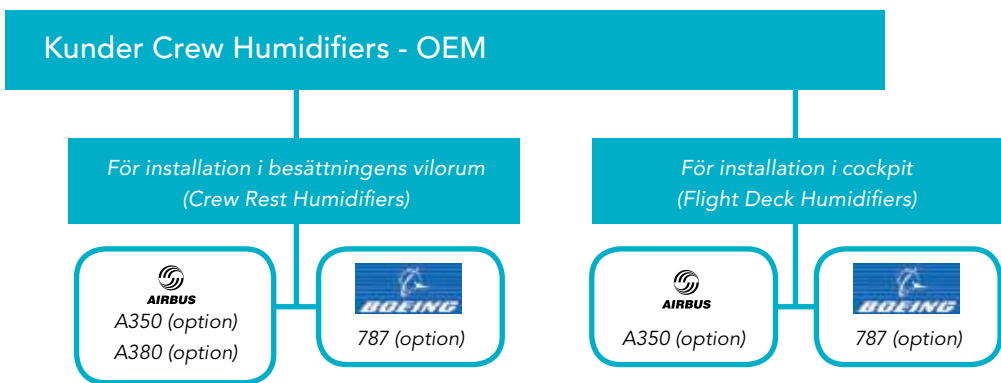 Kunder Crew Humidifiers - OEM
För installation i besättningens vilorum
(Crew Rest Humidifiers)
För installation i cockpit
(Flight Deck Humidifiers)
AIRBUS
A350 (option)
A380 (option)
BOEING
787 (option)
AIRBUS
A350 (option)
BOEING
787 (option)